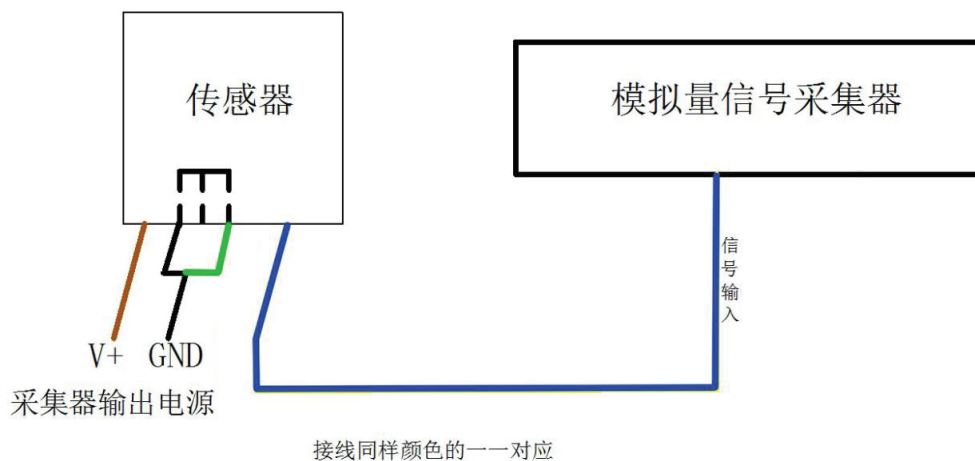 传感器
模拟量信号采集器
信号输入
V+ GND
采集器输出电源
接线同样颜色的一一对应